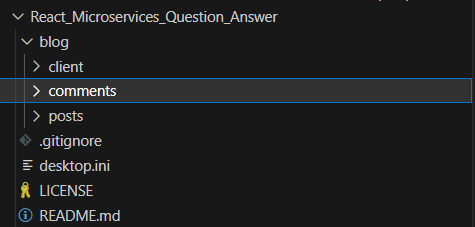 React_Microservices_Question_Answer
blog
client
comments
posts
.gitignore
desktop.ini
LICENSE
README.md